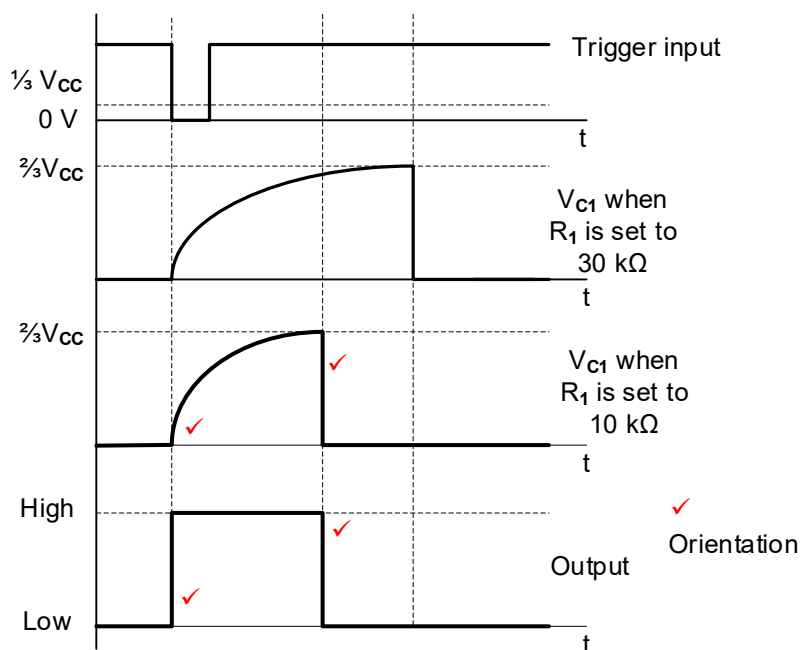 Trigger input
⅓ VCC
0 V
t
⅔VCC
VC1 when
R1 is set to
30 kΩ
t
⅔VCC
VC1 when
R1 is set to
10 kΩ
t
High
Orientation
Output
Low
t